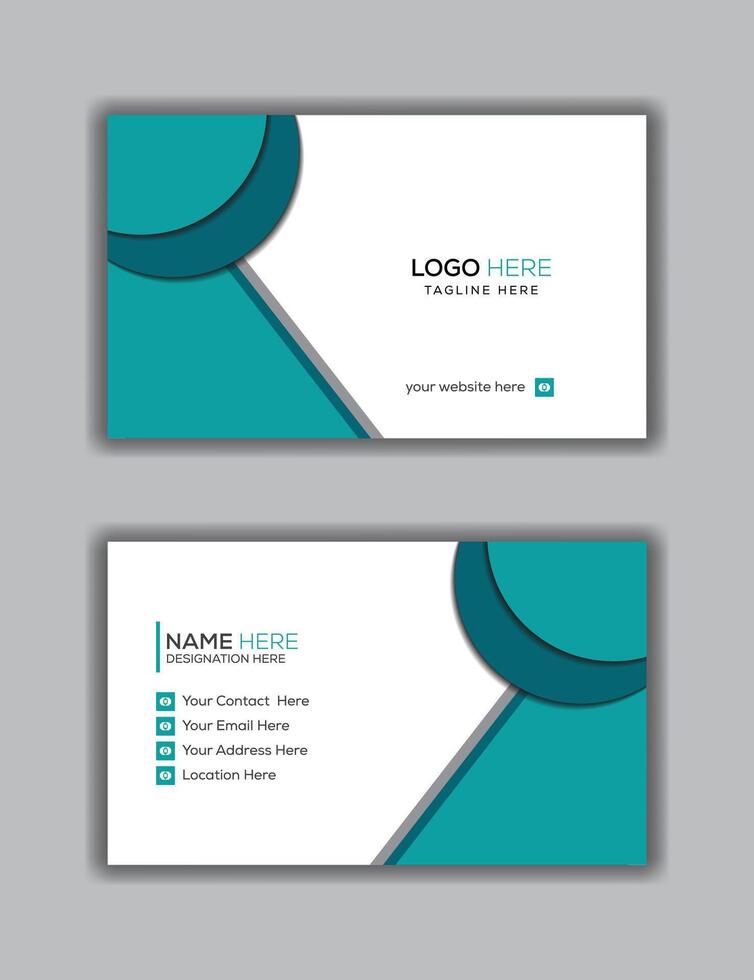 LOGO HERE
TAGLINE HERE
your website here
NAME HERE
DESIGNATION HERE
Your Contact Here
Your Email Here
Your Address Here
Location Here